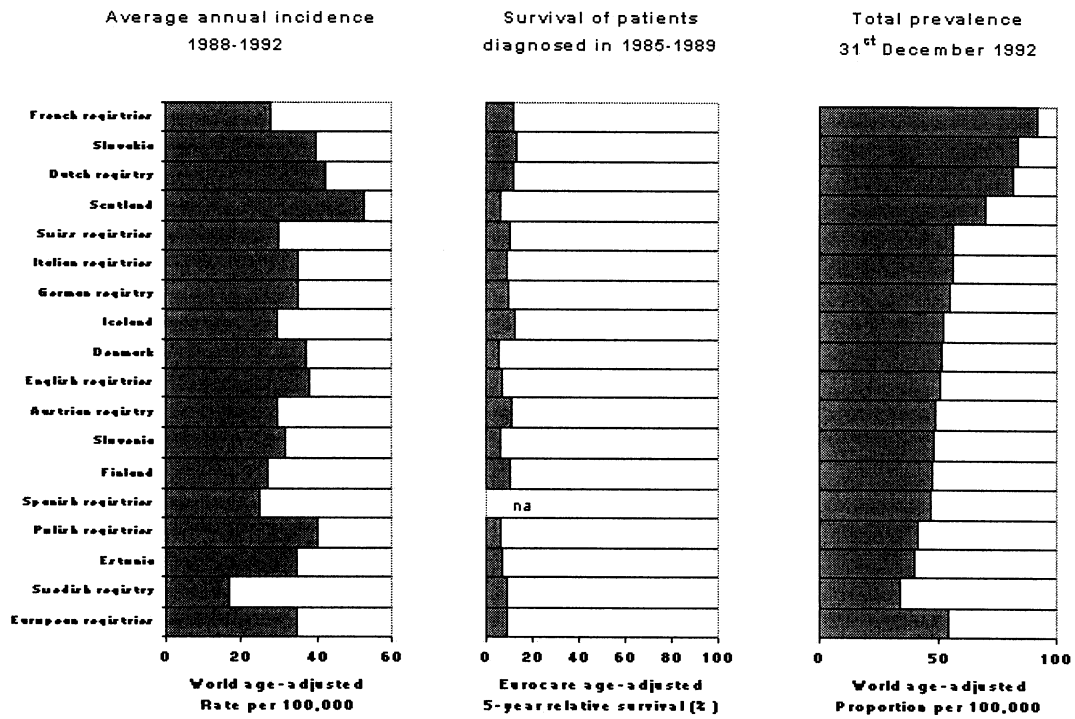 Average annual incidence
1988-1992
Survival of patients
diagnosed in 1985-1989
Total prevalence
31st December 1992
French registries
Slovakia
Dutch registry
Scotland
Swiss registries
Italian registries
German registry
Iceland
Denmark
English registries
Austrian registry
Slovenia
Finland
Spanish registries
na
Polish registries
Estonia
Swedish registry
European registries
0 20 40 60
0 20 40 60 80 100
0 50 100
World age-adjusted
Rate per 100,000
Eurocare age-adjusted
5-year relative survival (%)
World age-adjusted
Proportion per 100,000